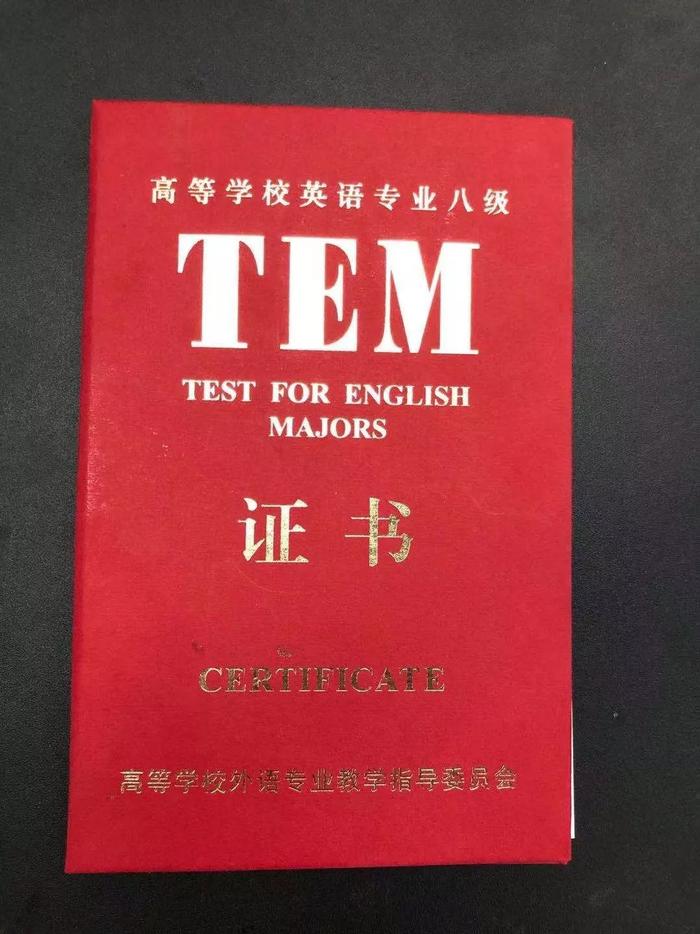 高等学校英语专业八级
TEM
TEST FOR ENGLISH
MAJORS
证书
CERTIFICATE
高等学校外语专业教学指导委员会